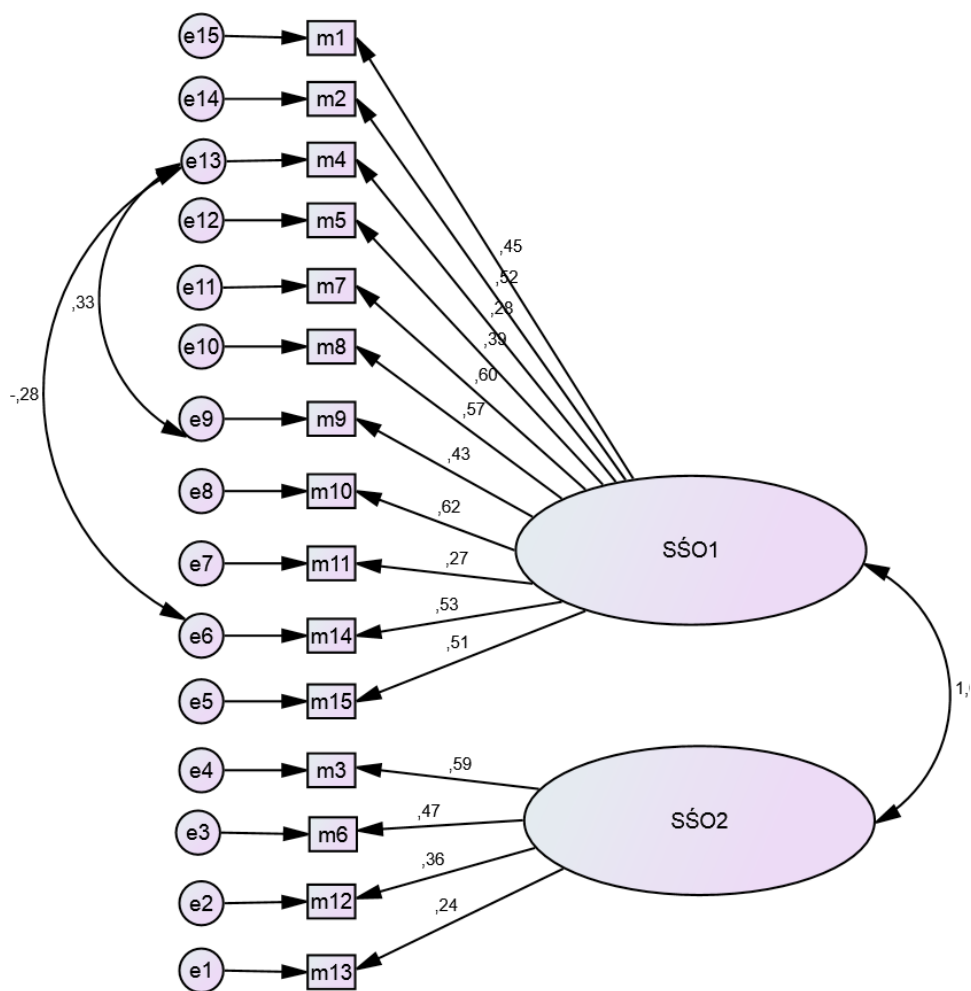 e15 m1
e14 m2
e13 m4
e12 m5
,45
,52
e11 m7
,33
,28
e10 m8
,39
,60
-,28
,57
e9 m9
,43
e8 m10
,62
SŚO1
e7 m11
,27
e6 m14
,53
,51
e5 m15
1,
e4 m3
,59
e3 m6
,47
SŚO2
e2 m12
,36
,24
e1 m13